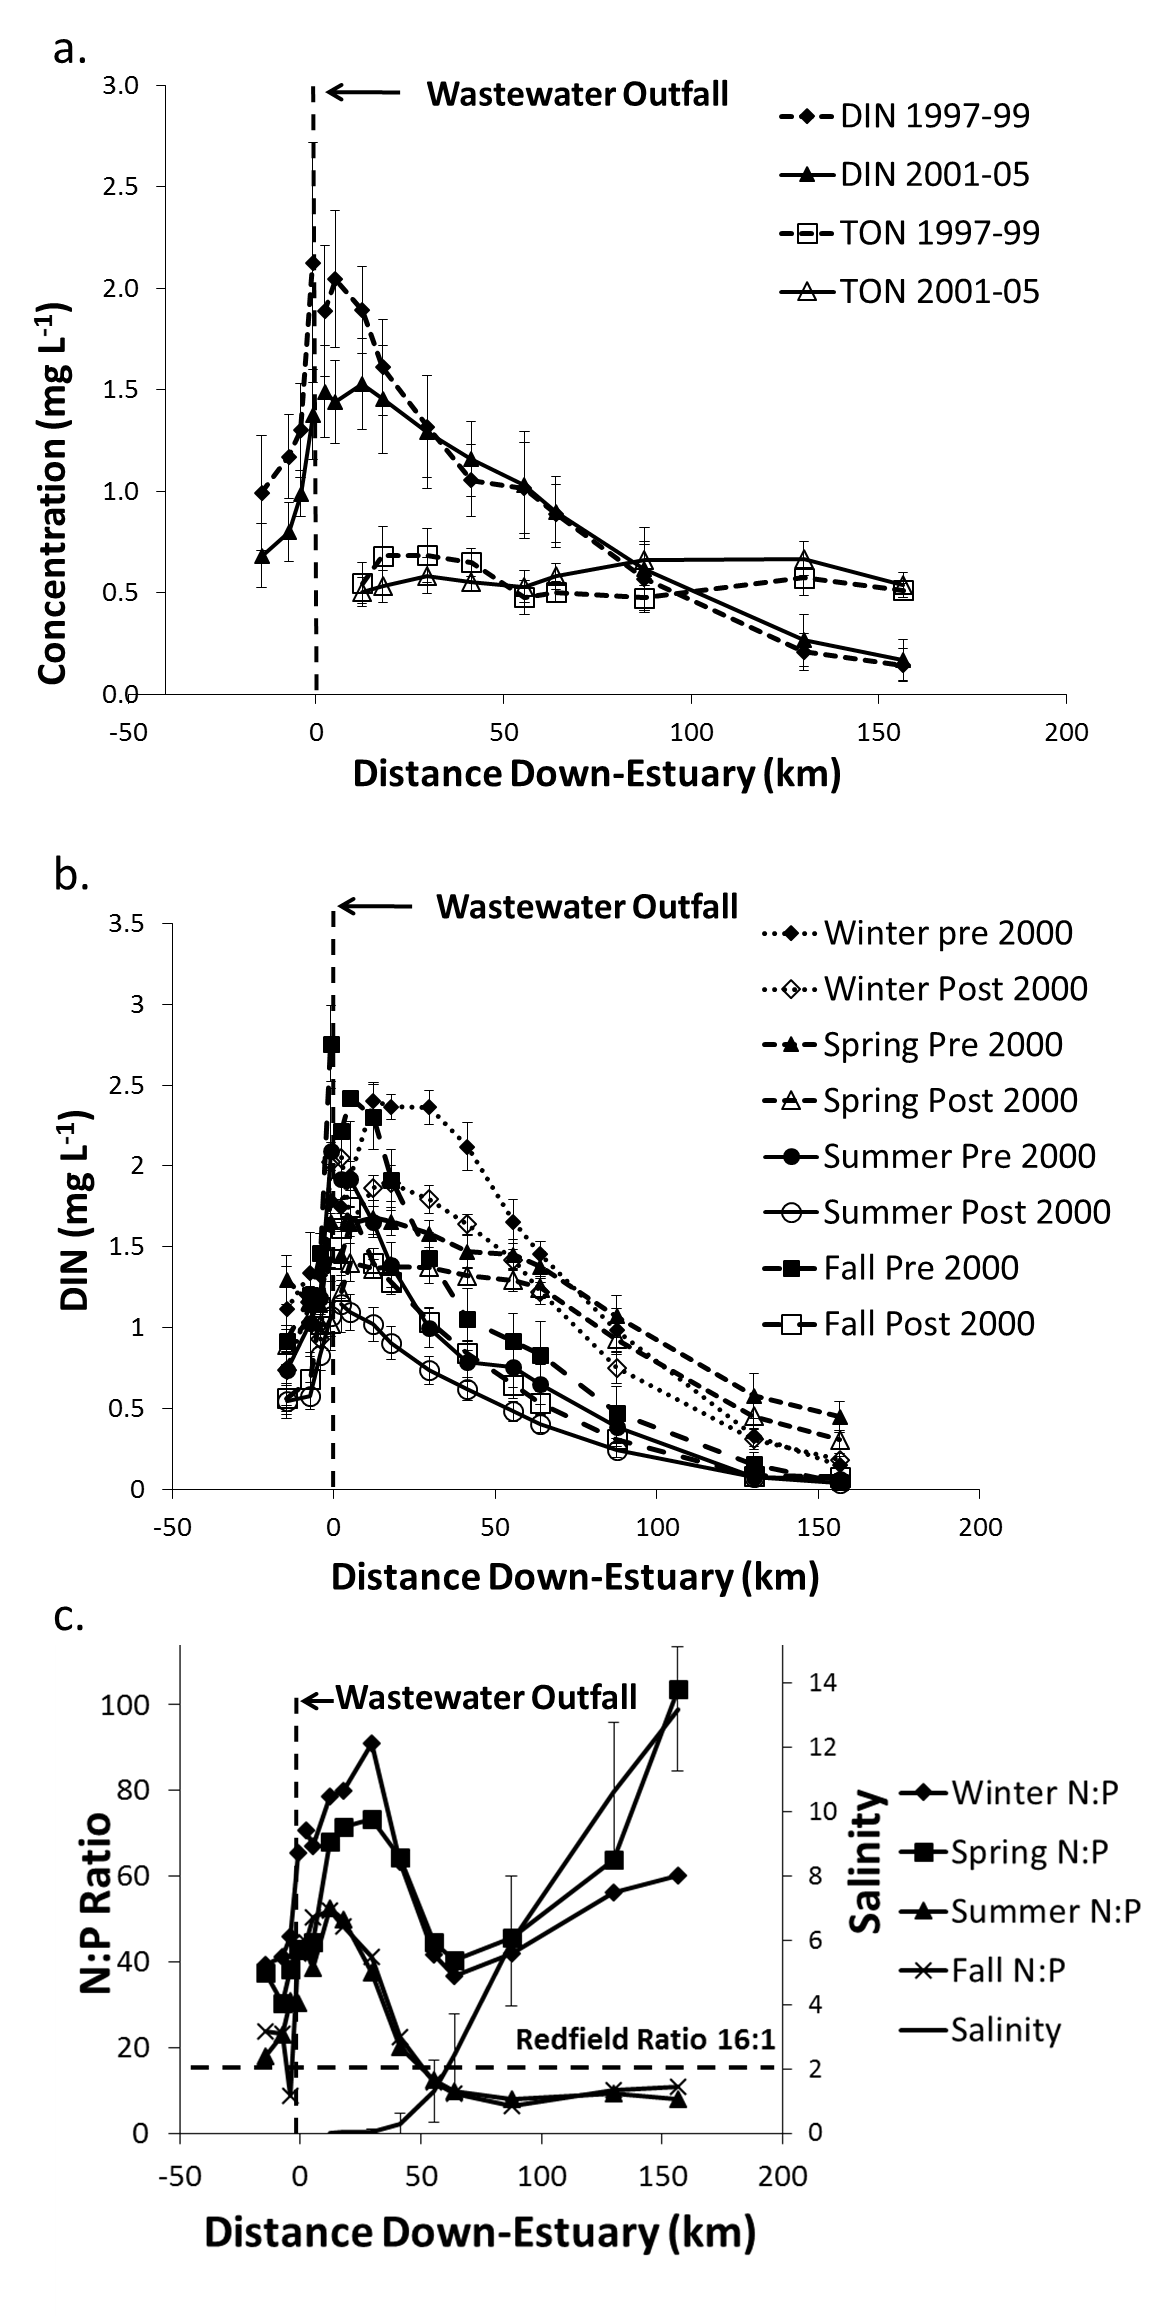 a.
Wastewater Outfall
DIN 1997-99
DIN 2001-05
TON 1997-99
TON 2001-05
3.0
2.5
2.0
1.5
1.0
0.5
0.0
Concentration (mg L-1)
-50 0 50 100 150 200
Distance Down-Estuary (km)
b.
Wastewater Outfall
Winter pre 2000
Winter Post 2000
Spring Pre 2000
Spring Post 2000
Summer Pre 2000
Summer Post 2000
Fall Pre 2000
Fall Post 2000
3.5
3
2.5
2
1.5
1
0.5
0
DIN (mg L-1)
-50 0 50 100 150 200
Distance Down-Estuary (km)
c.
Wastewater Outfall
100
80
60
40
20
0
N:P Ratio
14
12
10
8
6
4
2
0
Salinity
Redfield Ratio 16:1
Winter N:P
Spring N:P
Summer N:P
Fall N:P
Salinity
-50 0 50 100 150 200
Distance Down-Estuary (km)